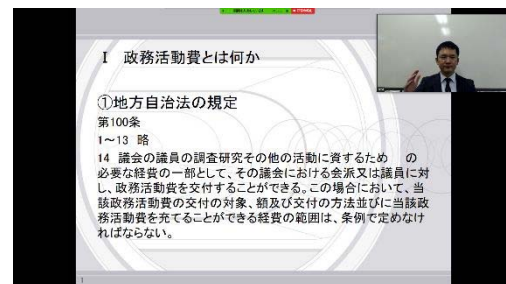 Ⅰ 政務活動費とは何か
①地方自治法の規定
第100条
1～13 略
14 議会の議員の調査研究その他の活動に資するため の
必要な経費の一部として、その議会における会派又は議員に対
し、政務活動費を交付することができる。この場合において、当
該政務活動費の交付の対象、額及び交付の方法並びに当該政
務活動費を充てることができる経費の範囲は、条例で定めなけ
ればならない。
1